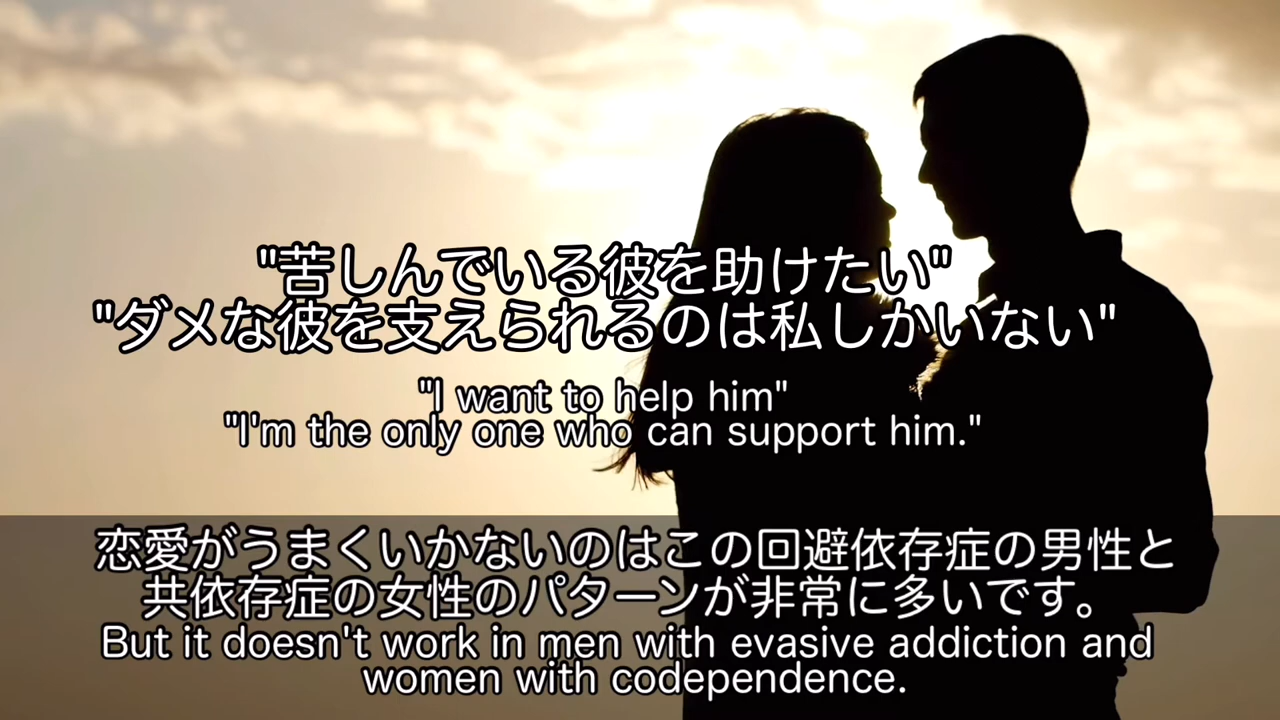 "苦しんでいる彼を助けたい"
"ダメな彼を支えられるのは私しかいない"
"I want to help him"
"I'm the only one who can support him."
恋愛がうまくいかないのはこの回避依存症の男性と
共依存症の女性のパターンが非常に多いです。
But it doesn't work in men with evasive addiction and
women with codependence.